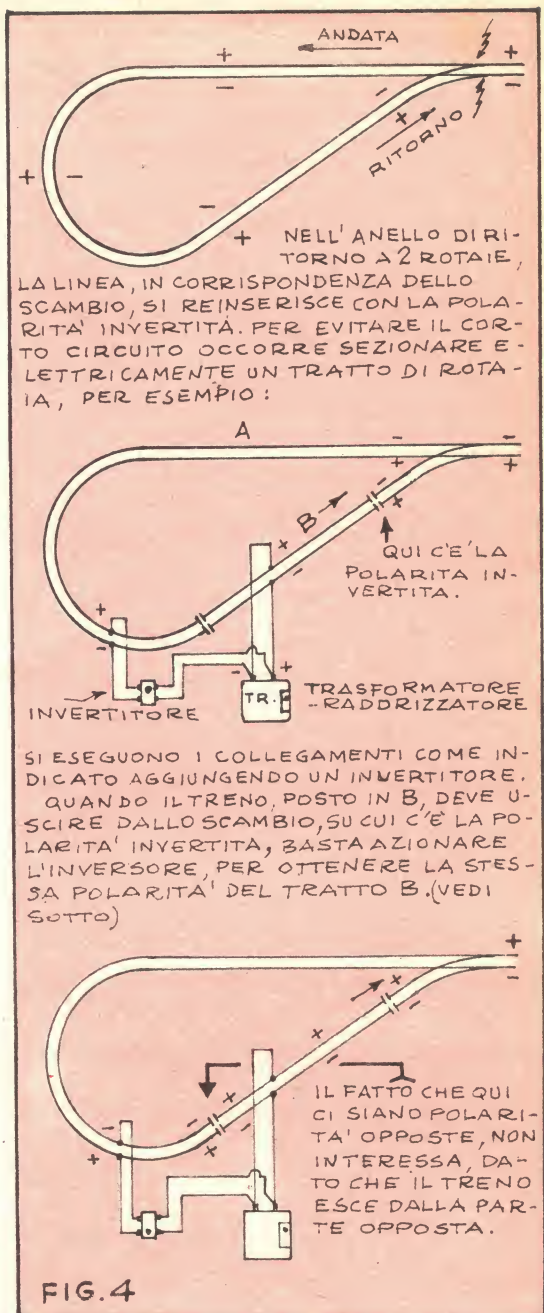 ANDATA
+
+
-
-
-
+
RITORNO
+
-
-
+
NELL'ANELLO DI RI-
TORNO A 2 ROTAIE,
LA LINEA, IN CORRISPONDENZA DELLO
SCAMBIO, SI REINSERISCE CON LA POLA-
RITA' INVERTITA. PER EVITARE IL COR-
TO CIRCUITO OCCORRE SEZIONARE E-
LETTRICAMENTE UN TRATTO DI ROTA-
IA, PER ESEMPIO:
A
-
+
-
+
-
+
B
QUI C'E' LA
POLARITA IN-
VERTITA.
+
-
+
-
-
+
TR.
INVERTITORE
TRASFORMATORE
-RADDRIZZATORE
SI ESEGUONO I COLLEGAMENTI COME IN-
DICATO AGGIUNGENDO UN INVERTITORE.
QUANDO IL TRENO, POSTO IN B, DEVE U-
SCIRE DALLO SCAMBIO, SU CUI C'E' LA PO-
LARITA' INVERTITA, BASTA AZIONARE
L'INVERSORE, PER OTTENERE LA STES-
SA POLARITA' DEL TRATTO B. (VEDI
SOTTO)
+
-
+
-
+
-
-
+
+
-
-
+
IL FATTO CHE QUI
CI SIANO POLARI-
TA' OPPOSTE, NON
INTERESSA, DA-
TO CHE IL TRENO
ESCE DALLA PAR-
TE OPPOSTA.
FIG.4